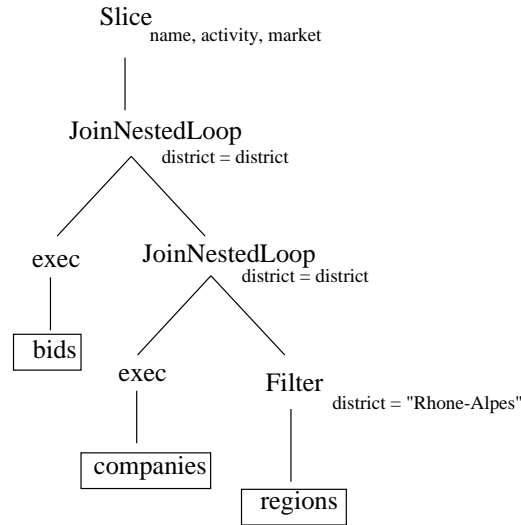 Slice
name, activity, market
JoinNestedLoop
district = district
exec
JoinNestedLoop
district = district
bids
exec
Filter
district = "Rhone-Alpes"
companies
regions